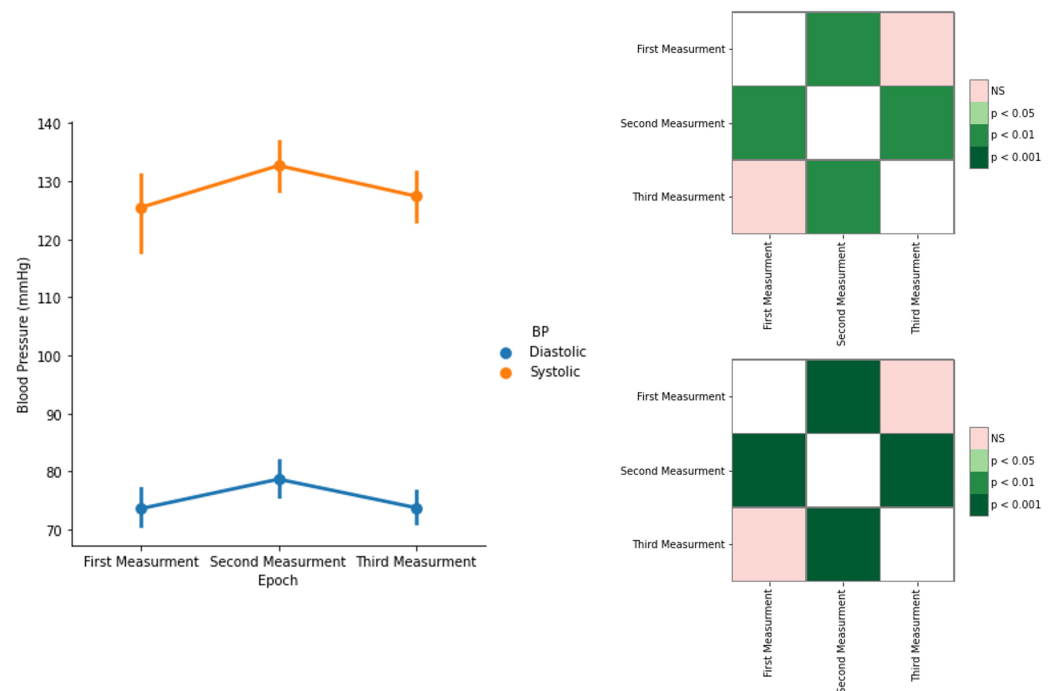 140
130
120
110
100
90
80
70
Blood Pressure (mmHg)
First Measurment Second Measurment Third Measurment
Epoch
BP
Diastolic
Systolic
First Measurment
Second Measurment
Third Measurment
First Measurment
Second Measurment
Third Measurment
NS
p < 0.05
p < 0.01
p < 0.001
First Measurment
Second Measurment
Third Measurment
First Measurment
Second Measurment
Third Measurment
NS
p < 0.05
p < 0.01
p < 0.001